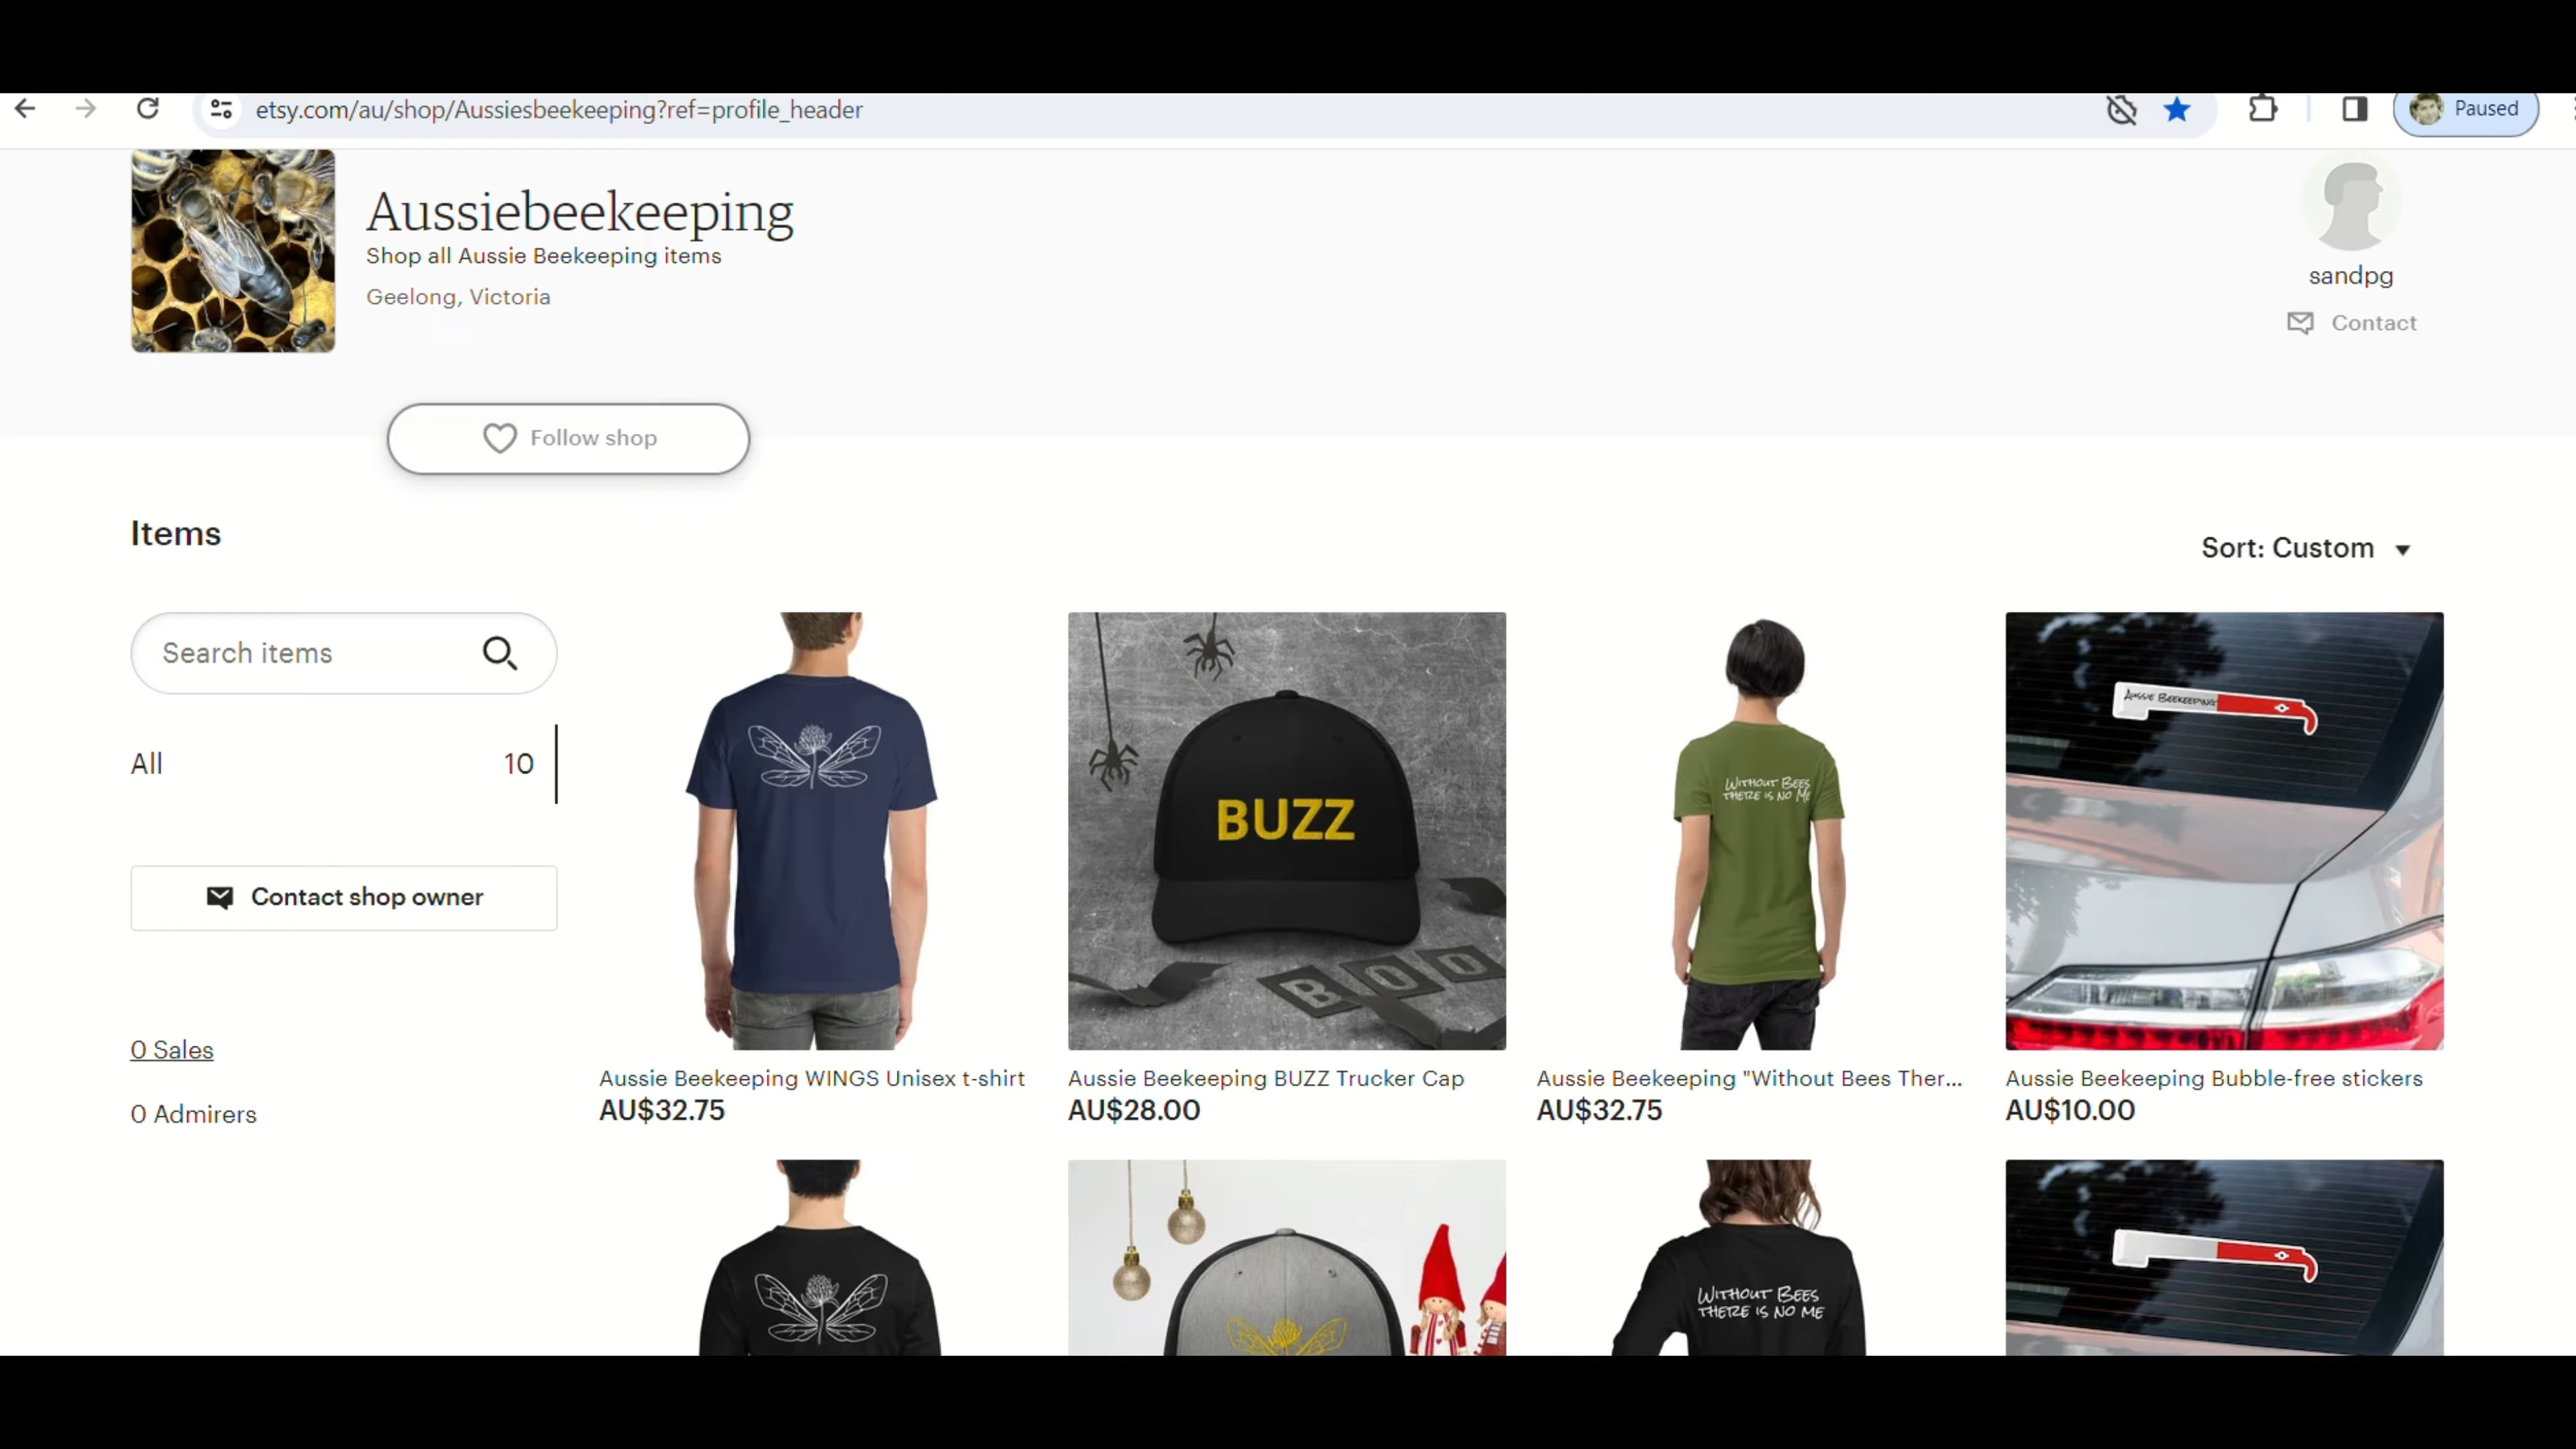 etsy.com/au/shop/Aussiesbeekeeping?ref=profile_header
Paused
Aussiebeekeeping
Shop all Aussie Beekeeping items
Geelong, Victoria
sandpg
Contact
Follow shop
Items
Sort: Custom
Search items
All 10
Contact shop owner
0 Sales
0 Admirers
BUZZ
BOO
WITHOUT BEES
THERE IS NO ME
AUSSIE BEEKEEPING
Aussie Beekeeping WINGS Unisex t-shirt
AU$32.75
Aussie Beekeeping BUZZ Trucker Cap
AU$28.00
Aussie Beekeeping "Without Bees Ther...
AU$32.75
Aussie Beekeeping Bubble-free stickers
AU$10.00
WITHOUT BEES
THERE IS NO ME